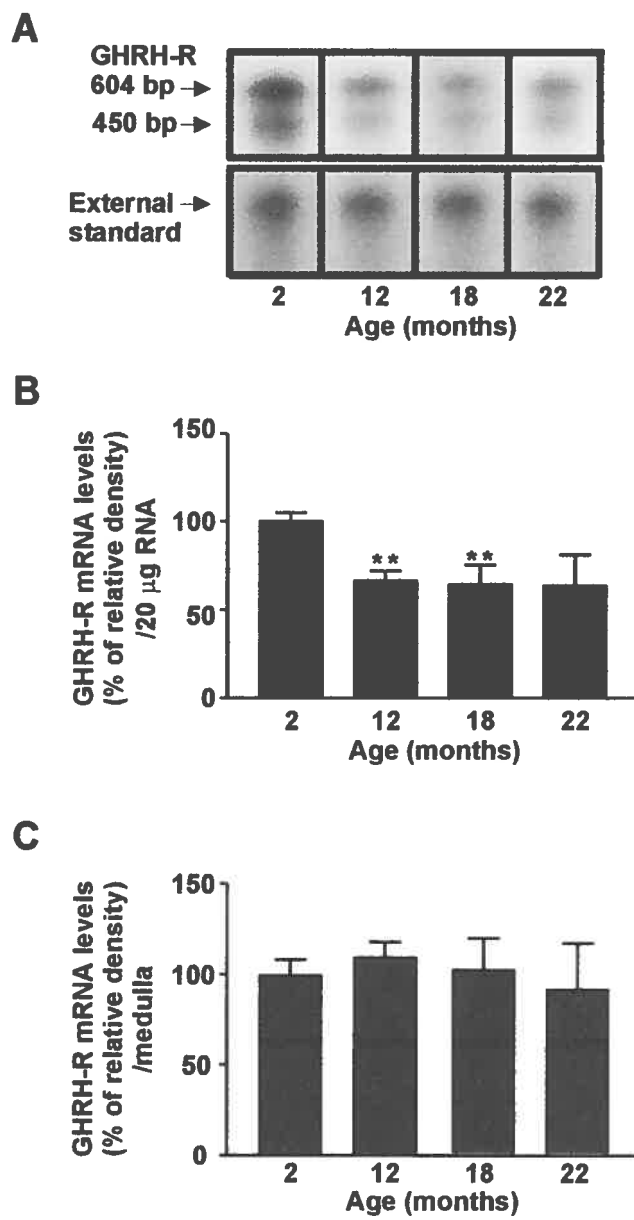 A
GHRH-R
604 bp →
450 bp →
External →
standard
2 12 18 22
Age (months)
B
GHRH-R mRNA levels
(% of relative density)
/20 µg RNA
150
100
50
0
** **
2 12 18 22
Age (months)
C
GHRH-R mRNA levels
(% of relative density)
/medulla
150
100
50
0
2 12 18 22
Age (months)